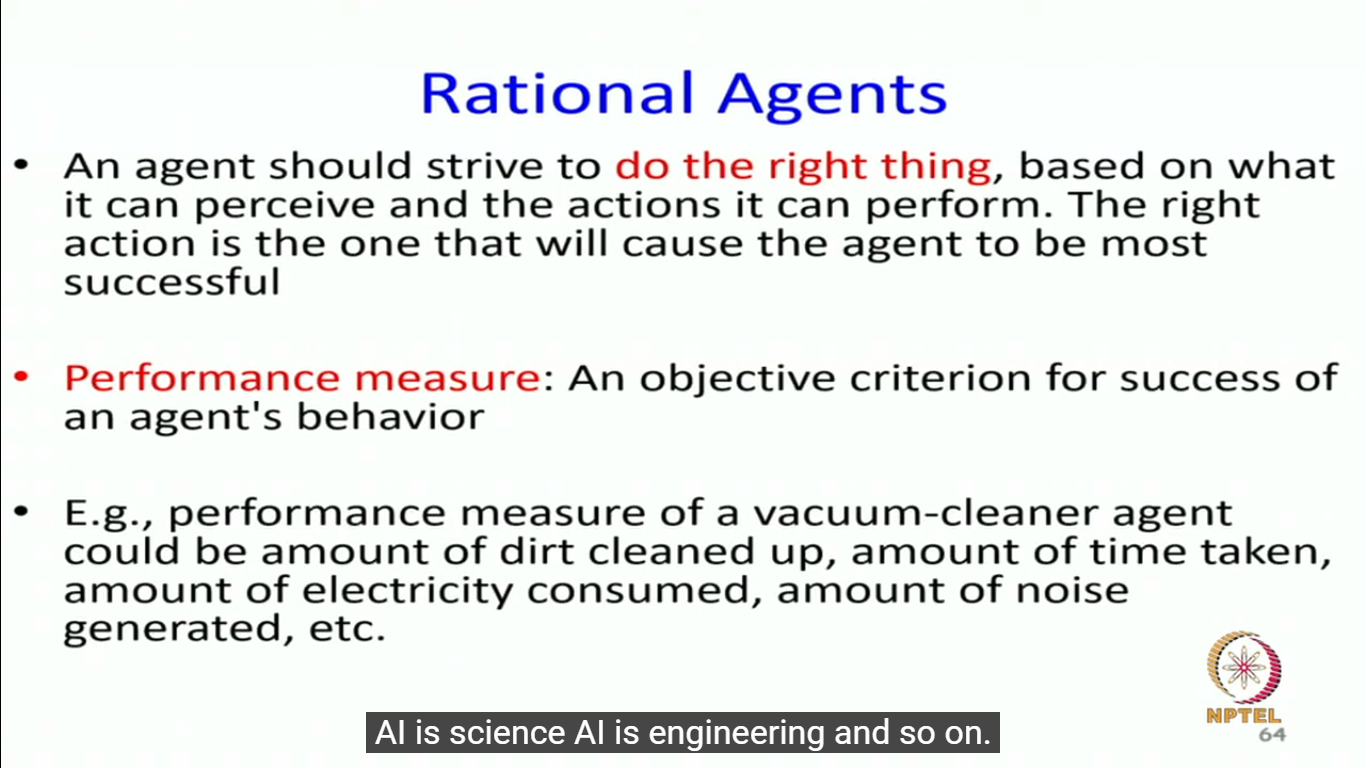 Rational Agents
• An agent should strive to do the right thing, based on what
it can perceive and the actions it can perform. The right
action is the one that will cause the agent to be most
successful
• Performance measure: An objective criterion for success of
an agent's behavior
• E.g., performance measure of a vacuum-cleaner agent
could be amount of dirt cleaned up, amount of time taken,
amount of electricity consumed, amount of noise
generated, etc.
NPTEL
64
AI is science AI is engineering and so on.